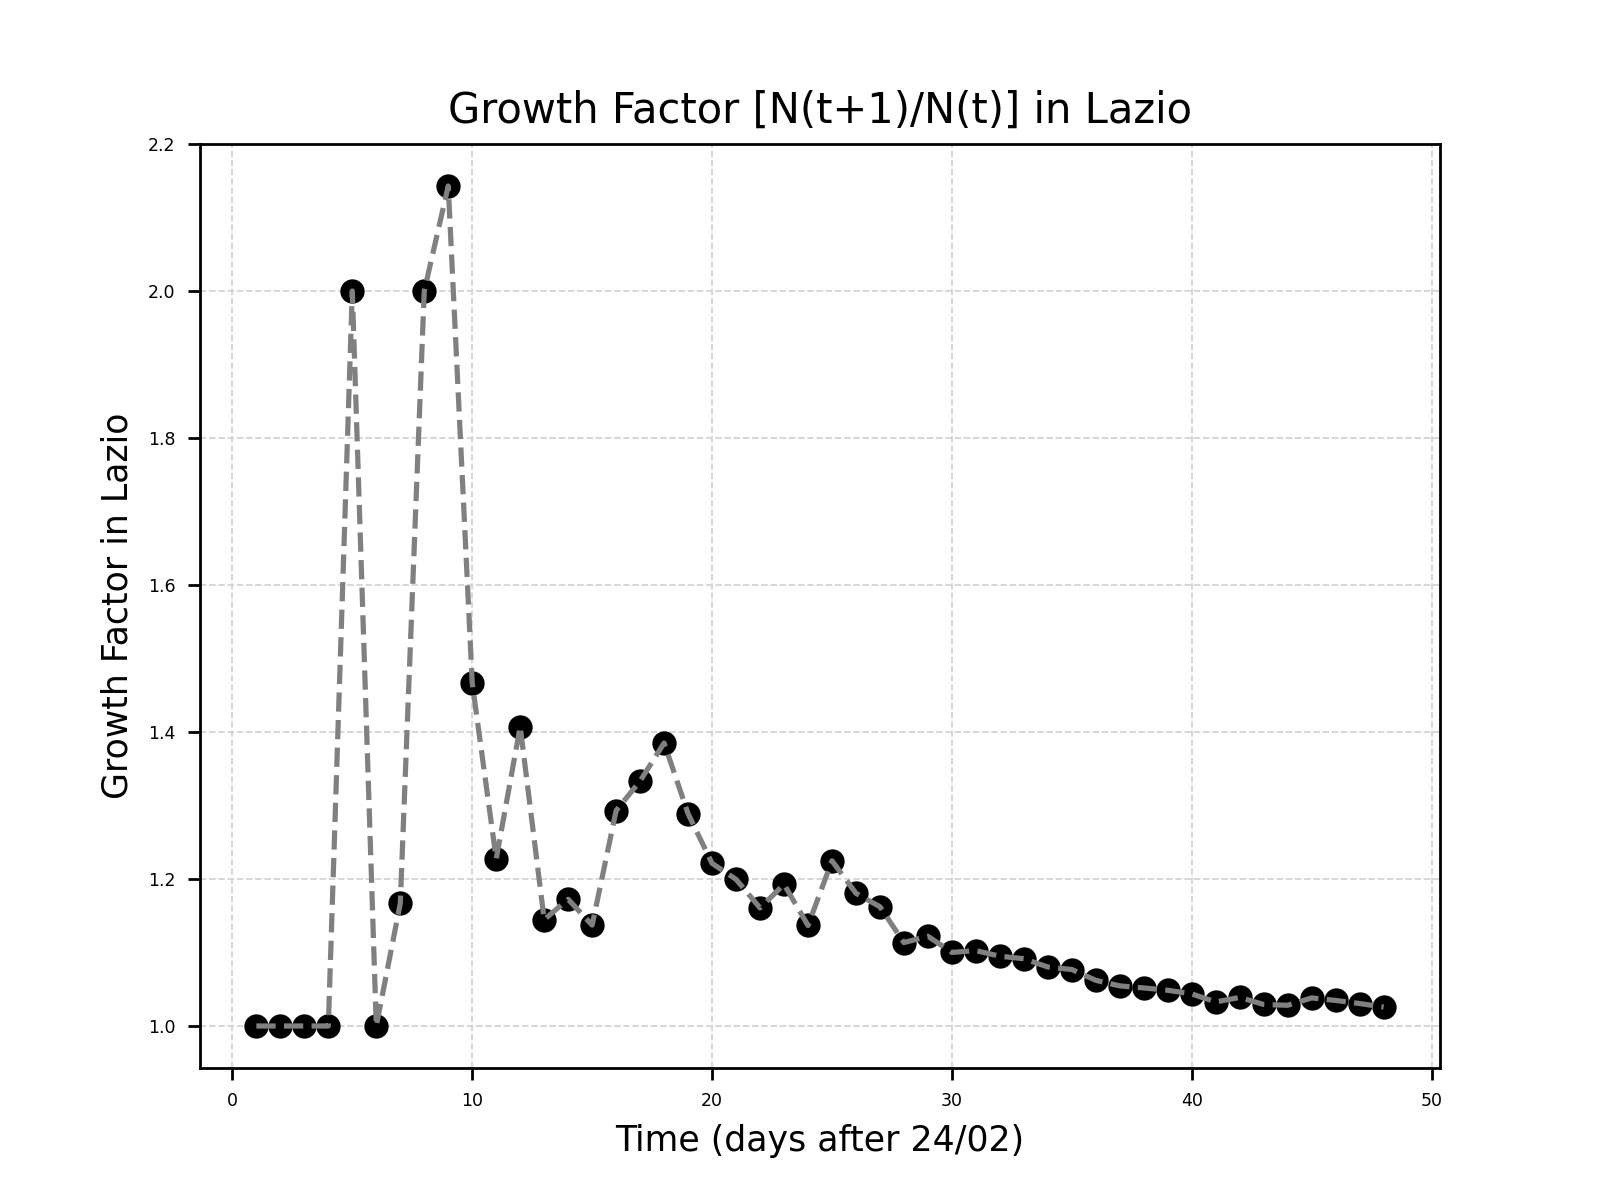 Growth Factor [N(t+1)/N(t)] in Lazio
Growth Factor in Lazio
2.2
2.0
1.8
1.6
1.4
1.2
1.0
0 10 20 30 40 50
Time (days after 24/02)